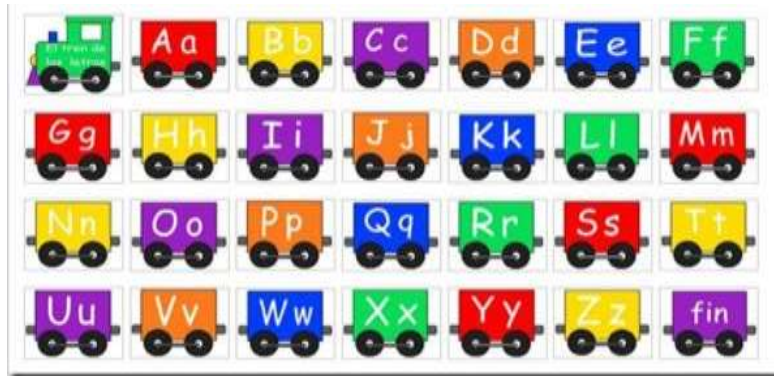 El tren de
las letras
Aa
Bb
Cc
Dd
Ee
Ff
Gg
Hh
Ii
Jj
Kk
Ll
Mm
Nn
Oo
Pp
Qq
Rr
Ss
Tt
Uu
Vv
Ww
Xx
Yy
Zz
fin